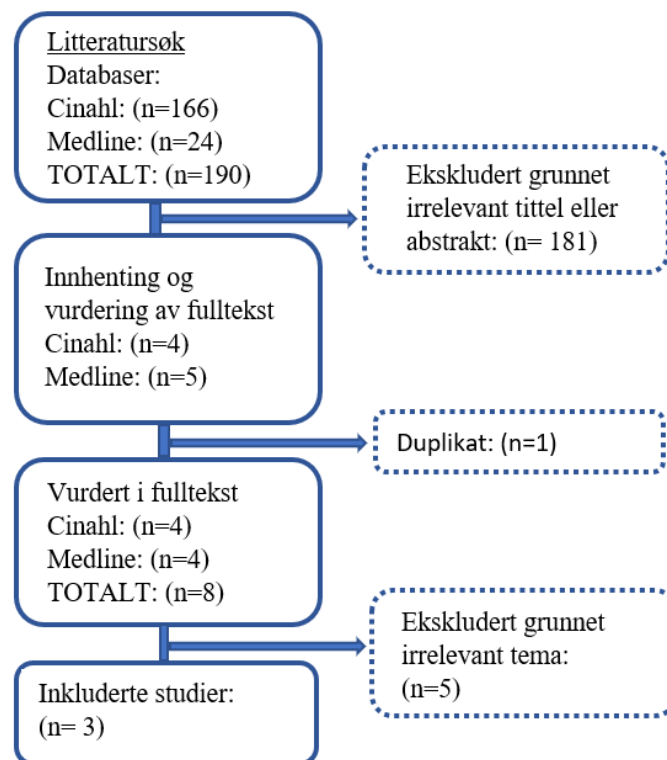 Litteratursøk
Databaser:
Cinahl: (n=166)
Medline: (n=24)
TOTALT: (n=190)
Ekskludert grunnet
irrelevant tittel eller
abstrakt: (n= 181)
Innhenting og
vurdering av fulltekst
Cinahl: (n=4)
Medline: (n=5)
Duplikat: (n=1)
Vurdert i fulltekst
Cinahl: (n=4)
Medline: (n=4)
TOTALT: (n=8)
Ekskludert grunnet
irrelevant tema:
(n=5)
Inkluderte studier:
(n= 3)